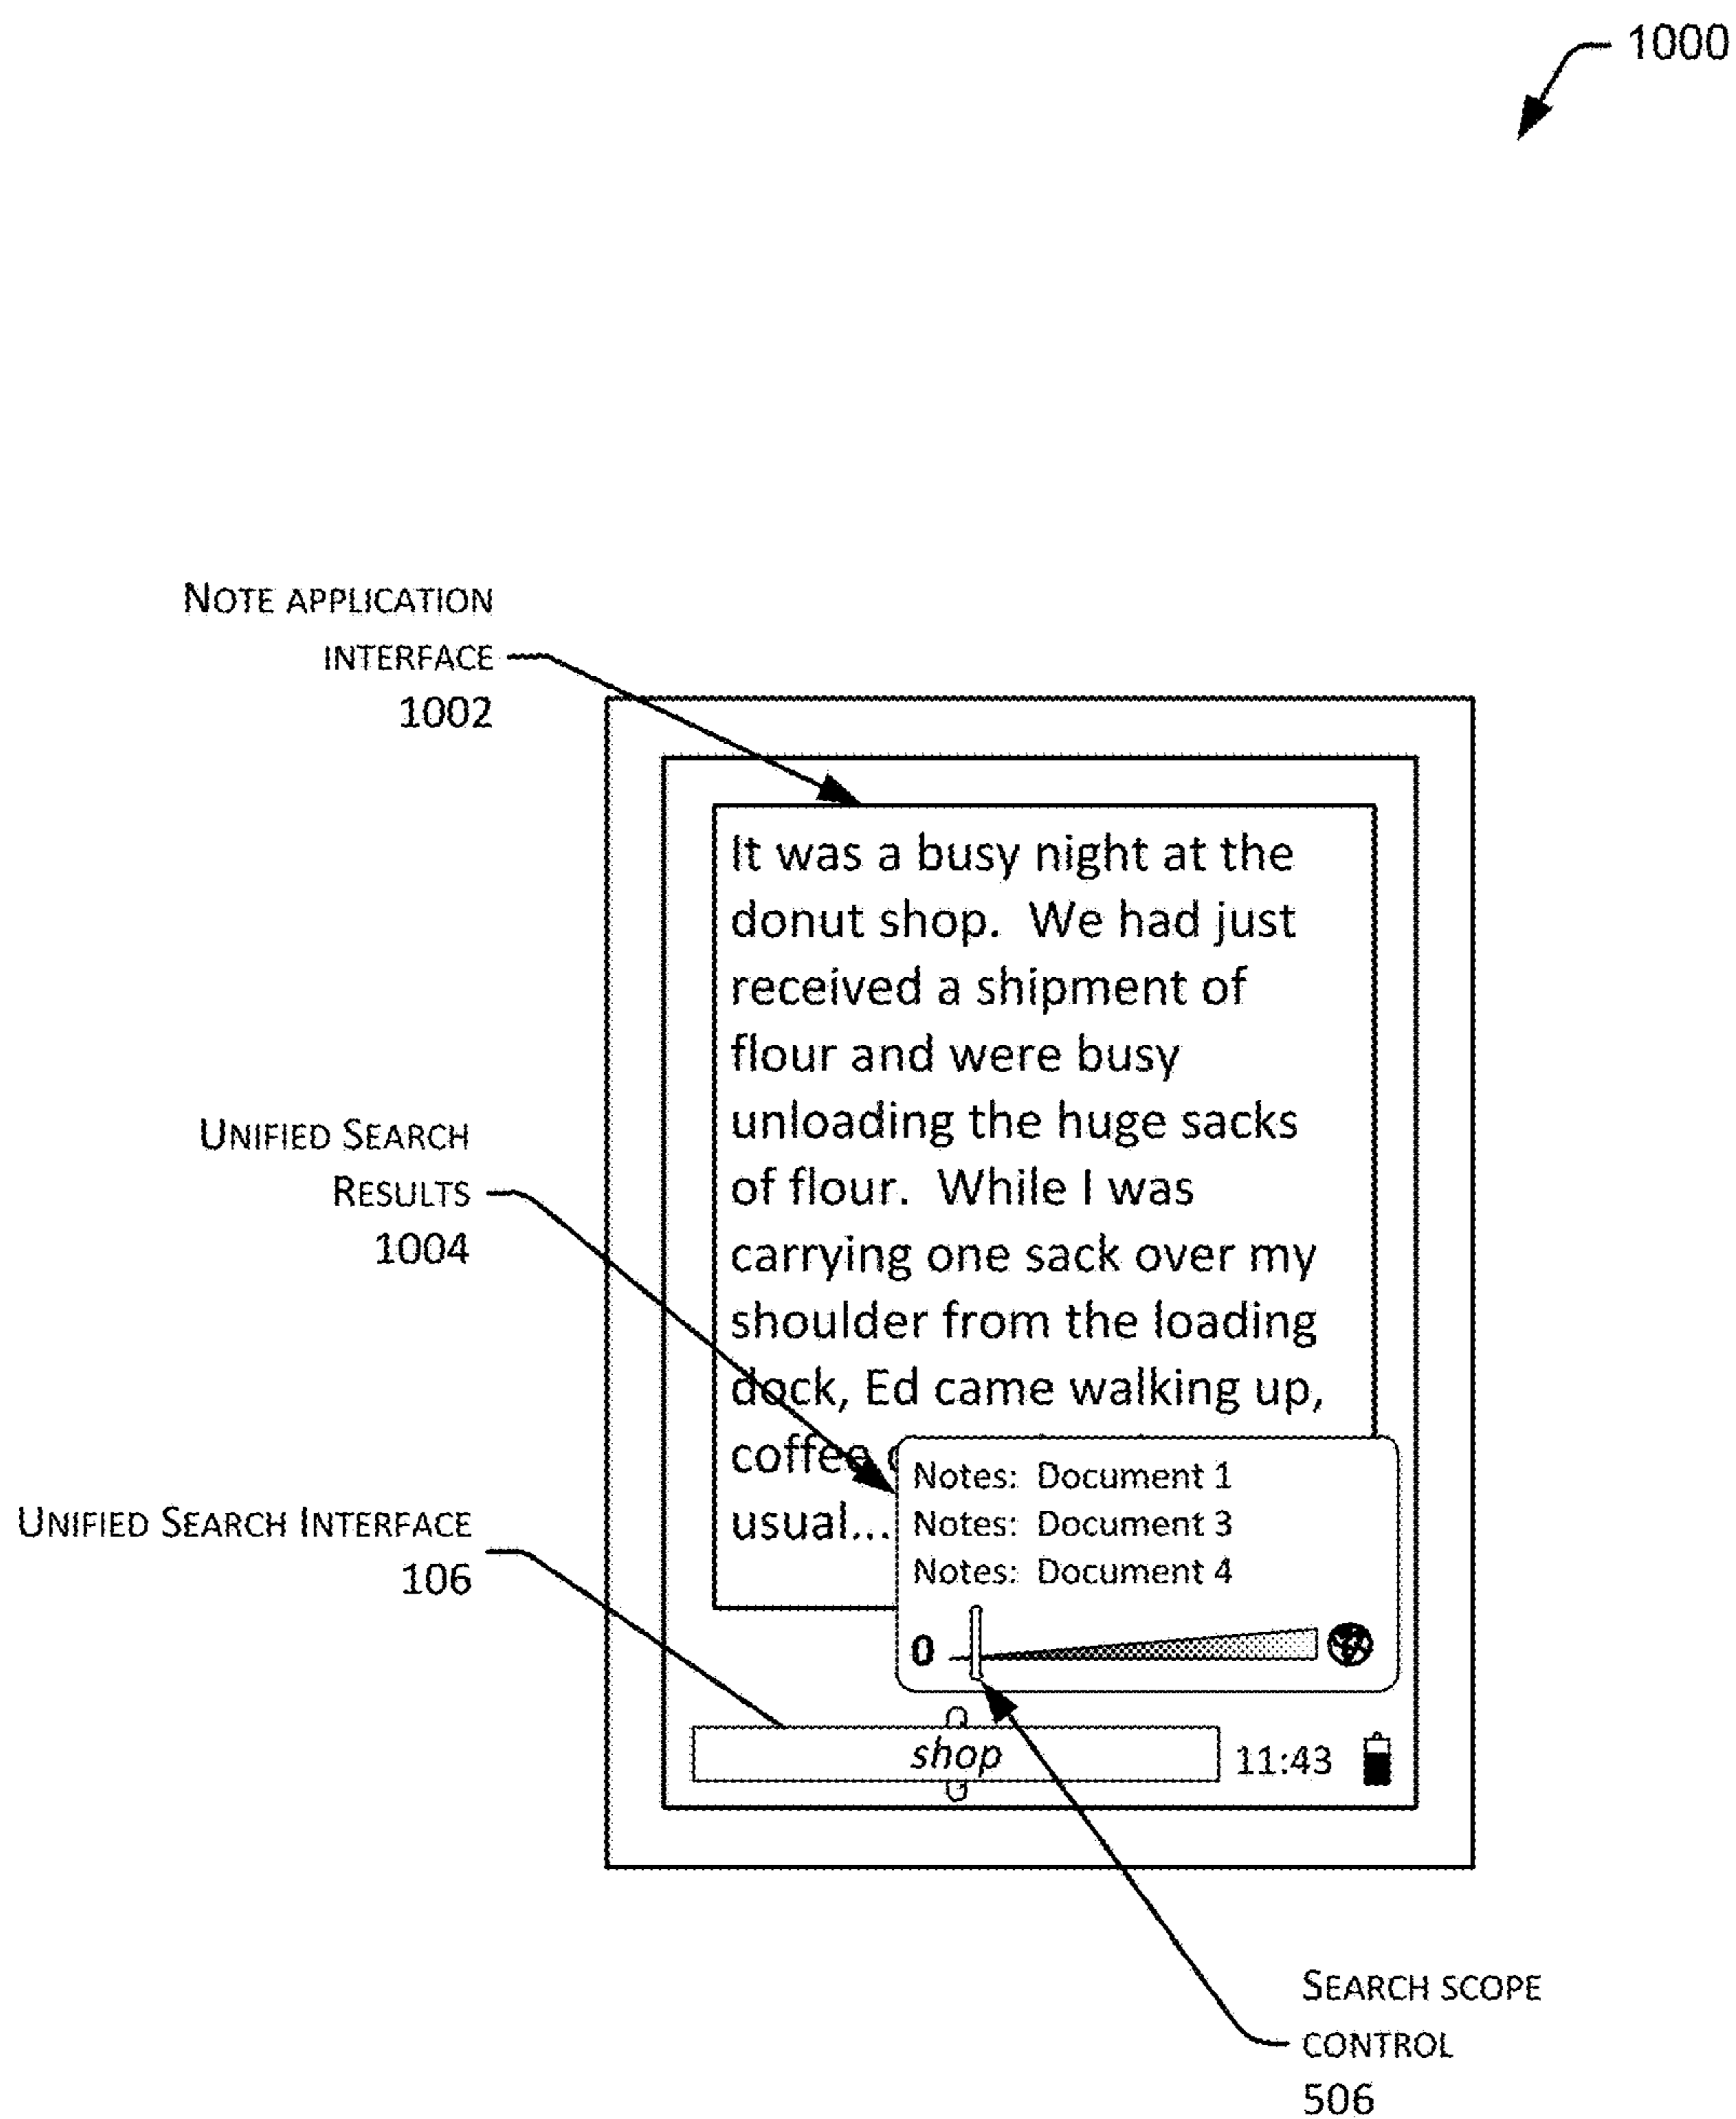 1000
NOTE APPLICATION
INTERFACE
1002
It was a busy night at the
donut shop.  We had just
received a shipment of
flour and were busy
unloading the huge sacks
of flour.  While I was
carrying one sack over my
shoulder from the loading
dock, Ed came walking up,
coffee
usual...
UNIFIED SEARCH
RESULTS
1004
Notes:  Document 1
Notes:  Document 3
Notes:  Document 4
0
UNIFIED SEARCH INTERFACE
106
shop
11:43
SEARCH SCOPE
CONTROL
506